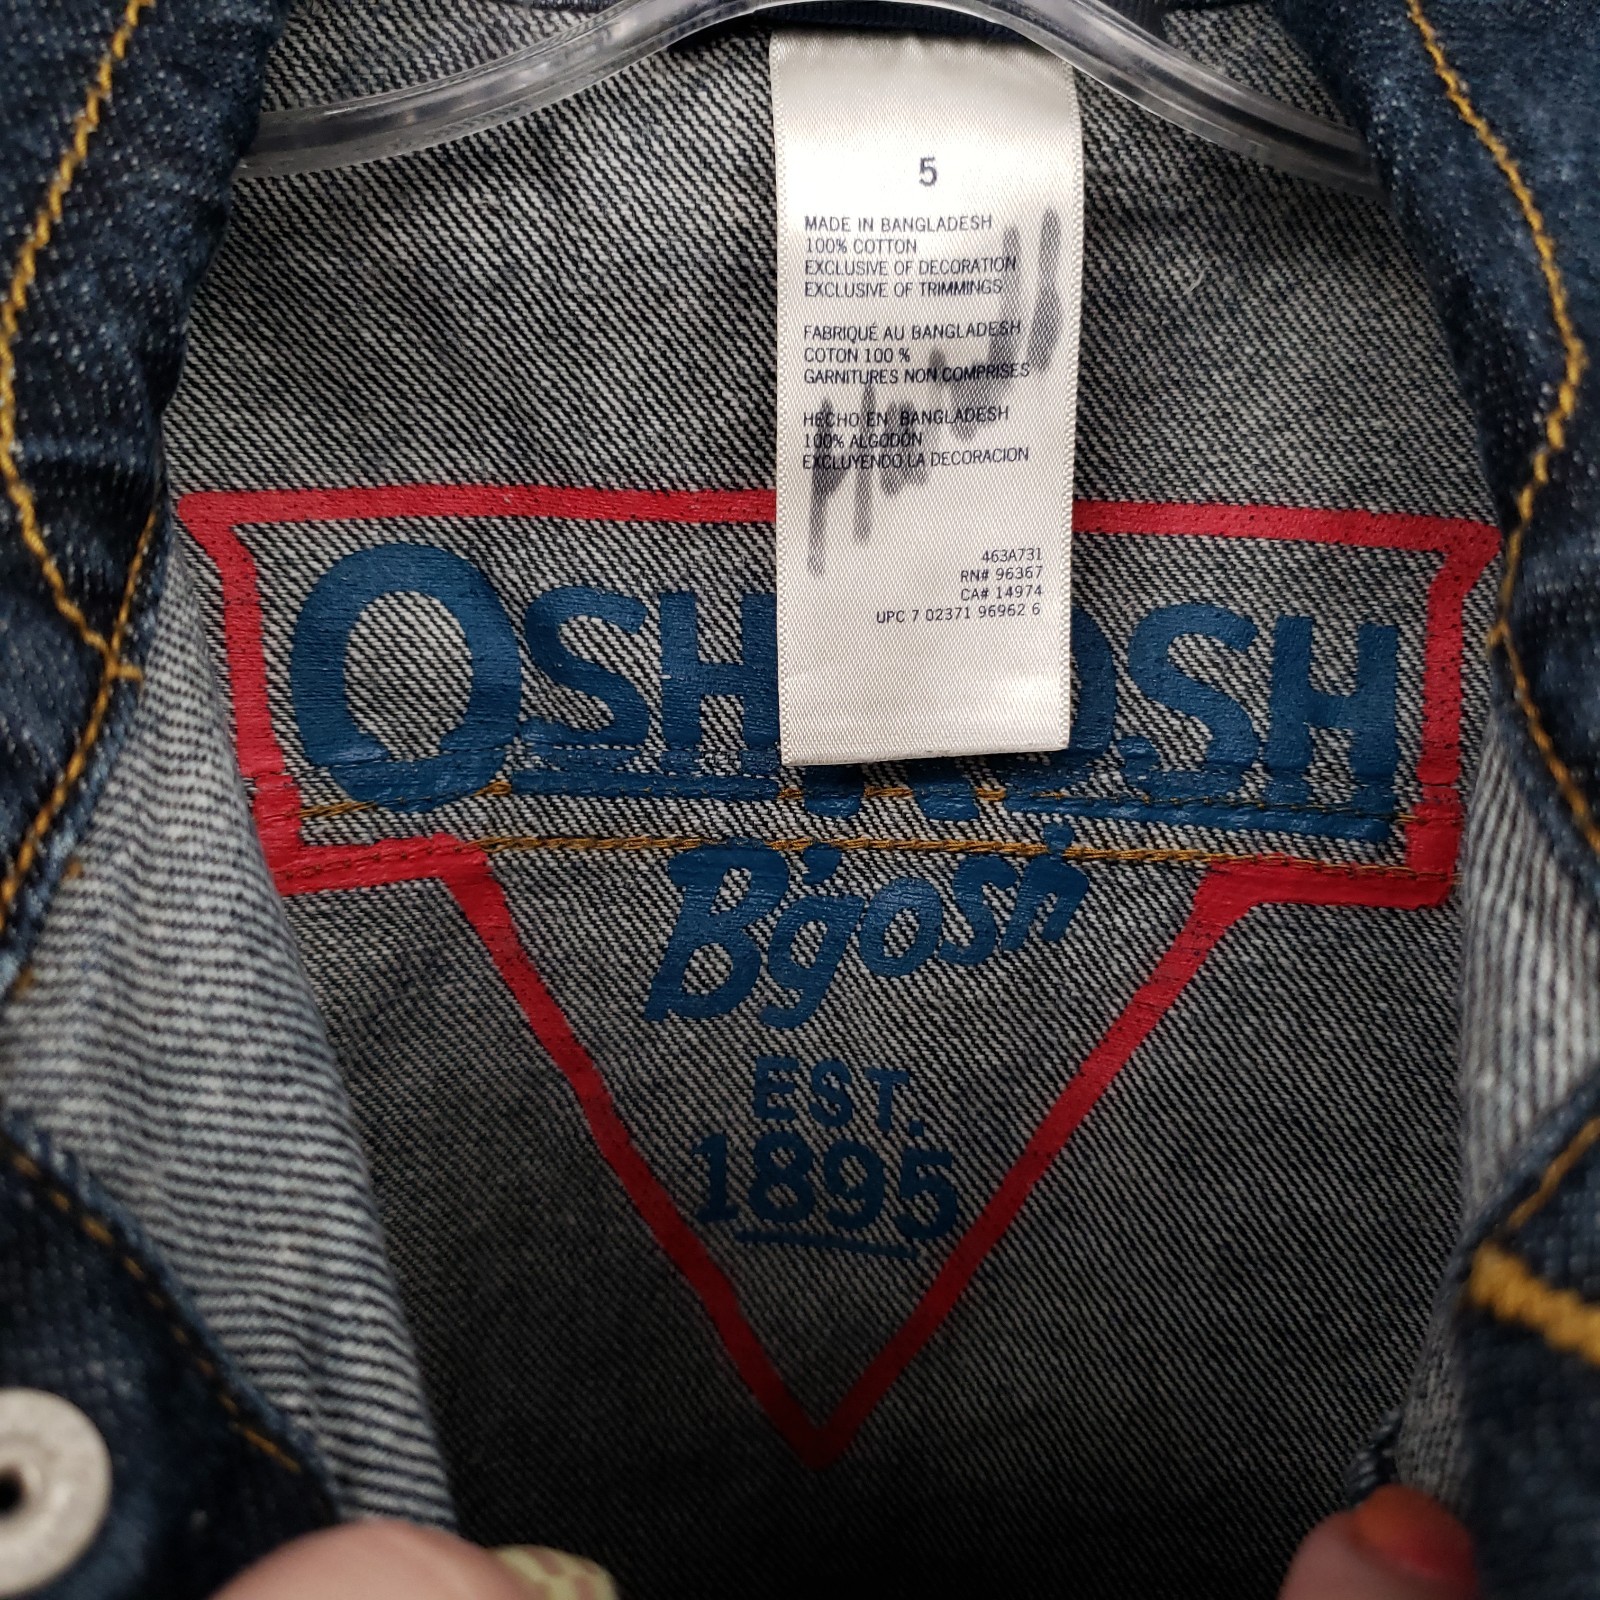 5
MADE IN BANGLADESH
100% COTTON
EXCLUSIVE OF DECORATION
EXCLUSIVE OF TRIMMINGS
FABRIQUÉ AU BANGLADESH
COTON 100 %
GARNITURES NON COMPRISES
HECHO EN BANGLADESH
100% ALGODÓN
EXCLUYENDO LA DECORACION
463A731
RN# 96367
CA# 14974
UPC 7 02371 96962 6
B'gosh
EST.
1895